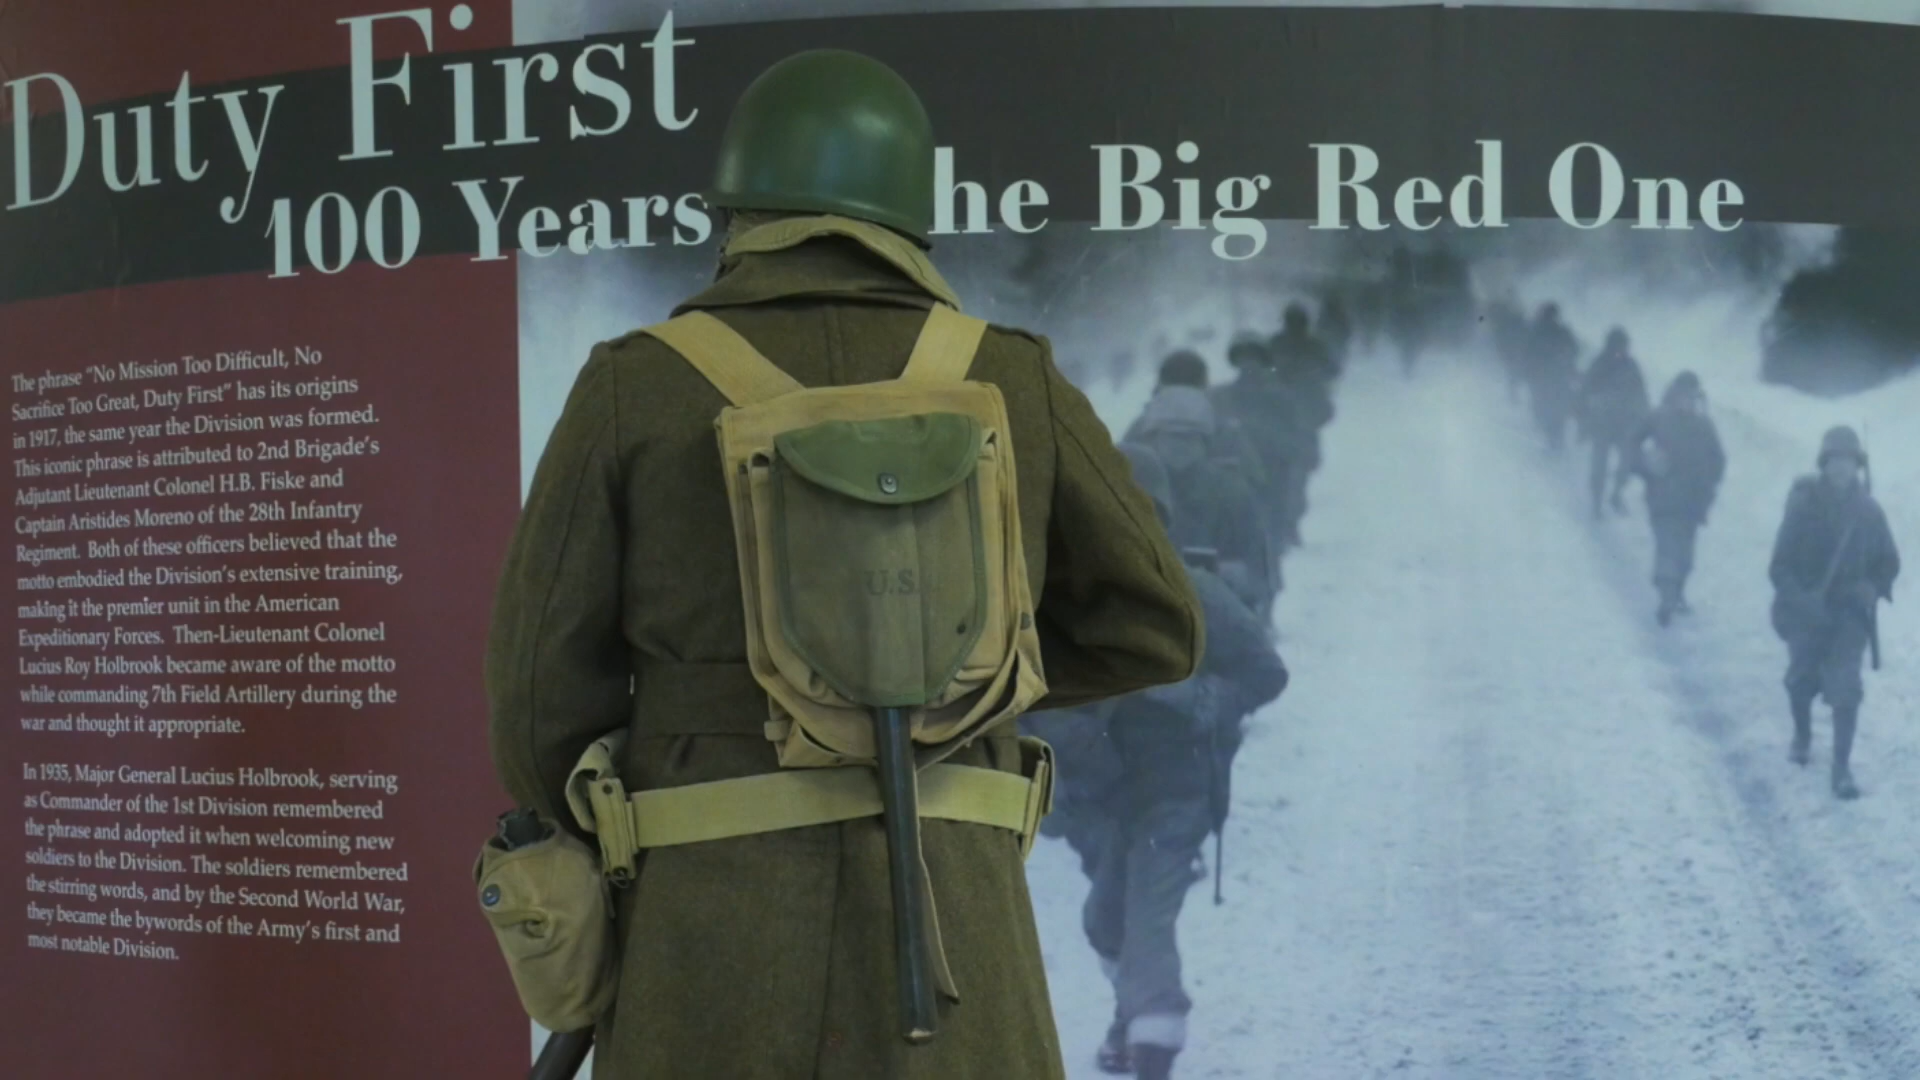 Duty First
100 Years he Big Red One
The phrase “No Mission Too Difficult, No
Sacrifice Too Great, Duty First” has its origins
in 1917, the same year the Division was formed.
This iconic phrase is attributed to 2nd Brigade’s
Adjutant Lieutenant Colonel H.B. Fiske and
Captain Aristides Moreno of the 28th Infantry
Regiment. Both of these officers believed that the
motto embodied the Division’s extensive training,
making it the premier unit in the American
Expeditionary Forces. Then-Lieutenant Colonel
Lucius Roy Holbrook became aware of the motto
while commanding 7th Field Artillery during the
war and thought it appropriate.
In 1935, Major General Lucius Holbrook, serving
as Commander of the 1st Division remembered
the phrase and adopted it when welcoming new
soldiers to the Division. The soldiers remembered
the stirring words, and by the Second World War,
they became the bywords of the Army’s first and
most notable Division.
U.S.